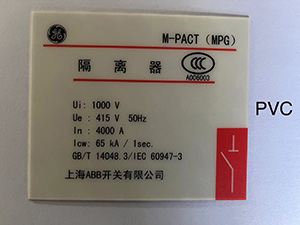 M-PACT (MPG)
隔离器
CCC
A006003
Ui: 1000 V
Ue : 415 V 50Hz
In : 4000 A
Icw: 65 kA / 1sec.
GB/T 14048.3/IEC 60947-3
上海ABB开关有限公司
PVC